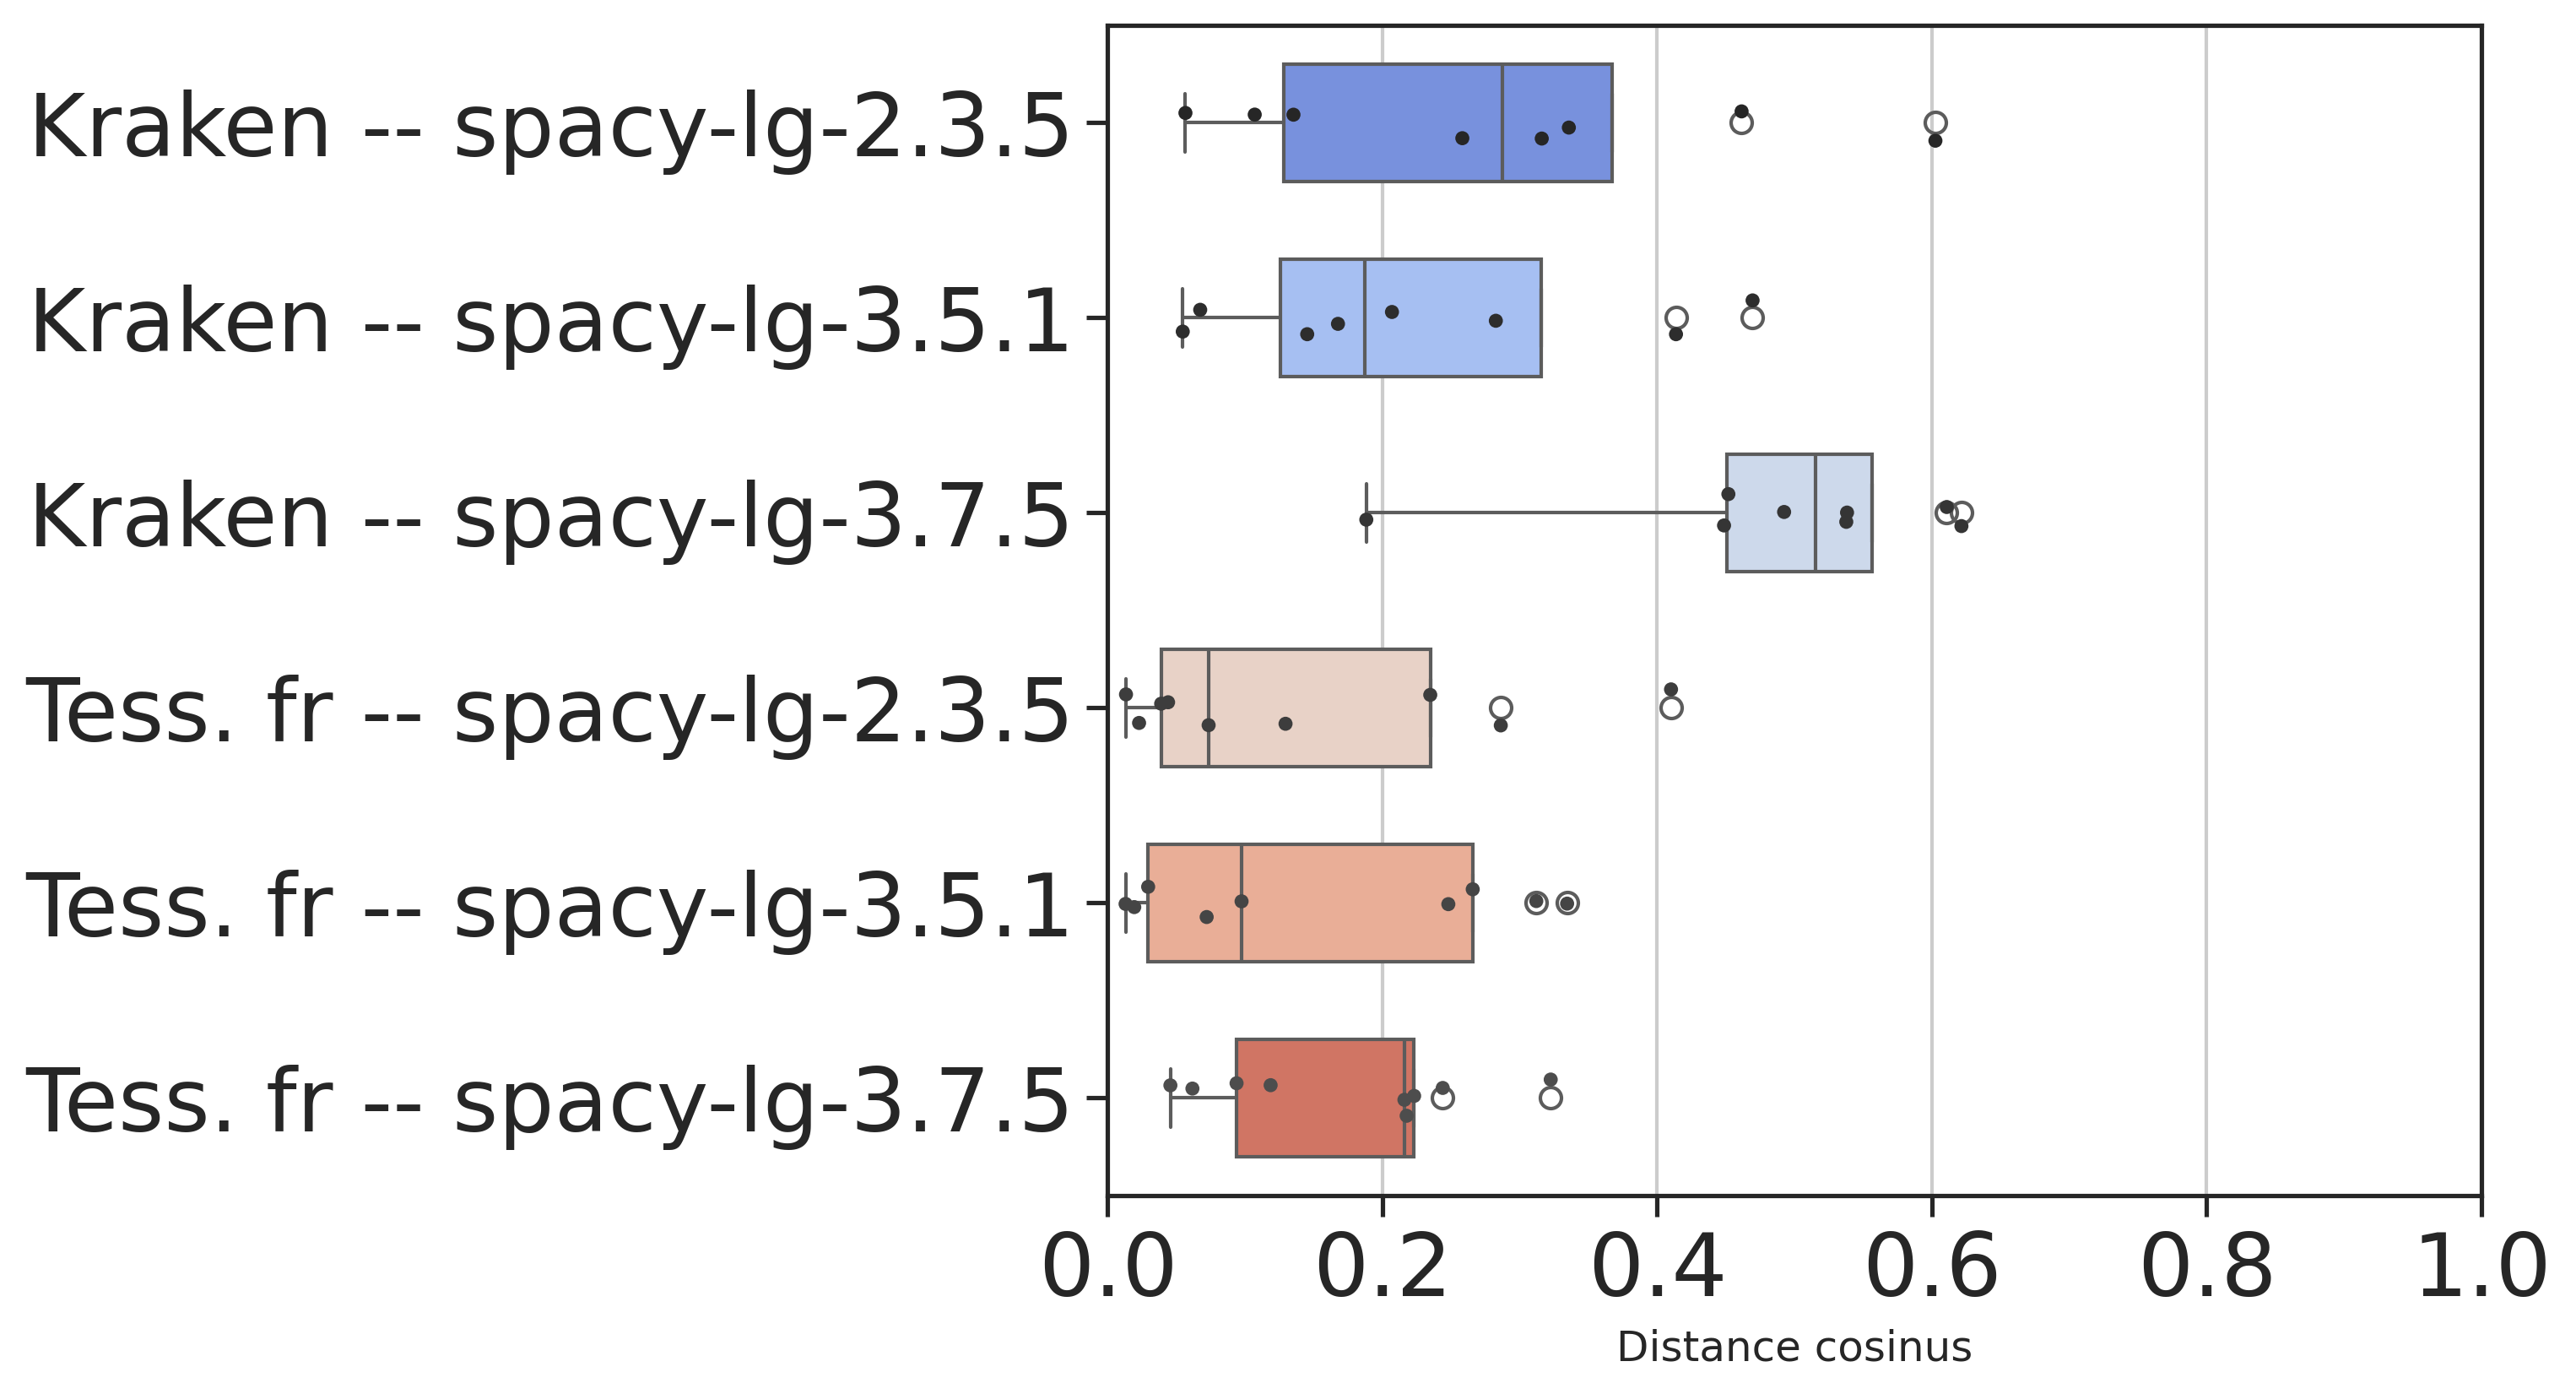 Kraken -- spacy-lg-2.3.5
Kraken -- spacy-lg-3.5.1
Kraken -- spacy-lg-3.7.5
Tess. fr -- spacy-lg-2.3.5
Tess. fr -- spacy-lg-3.5.1
Tess. fr -- spacy-lg-3.7.5
0.0 0.2 0.4 0.6 0.8 1.0
Distance cosinus